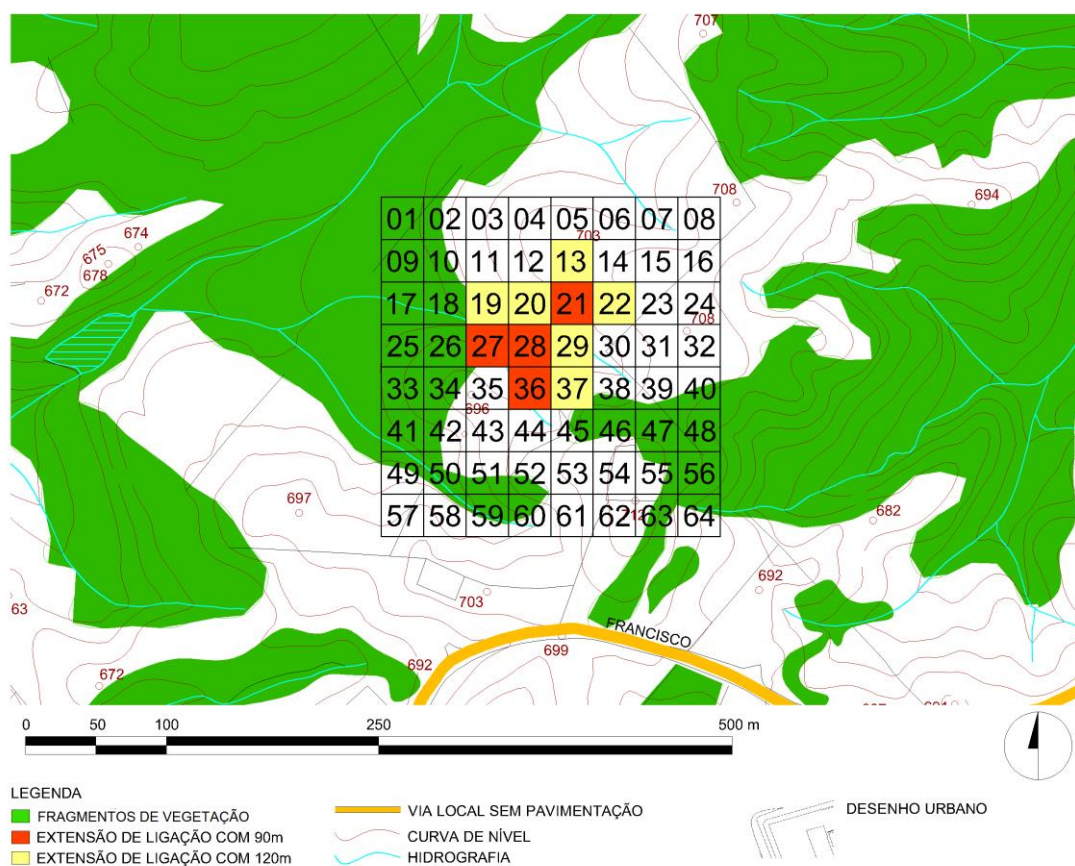 707
708
694
01 02 03 04 05 06 07 08
703
674
675
678
672
09 10 11 12 13 14 15 16
17 18 19 20 21 22 23 24
708
25 26 27 28 29 30 31 32
33 34 35 36 37 38 39 40
696
41 42 43 44 45 46 47 48
49 50 51 52 53 54 55 56
697
712
682
57 58 59 60 61 62 63 64
692
63
703
FRANCISCO
699
692
672
0 50 100 250 500 m
LEGENDA
FRAGMENTOS DE VEGETAÇÃO
EXTENSÃO DE LIGAÇÃO COM 90m
EXTENSÃO DE LIGAÇÃO COM 120m
VIA LOCAL SEM PAVIMENTAÇÃO
CURVA DE NÍVEL
HIDROGRAFIA
DESENHO URBANO